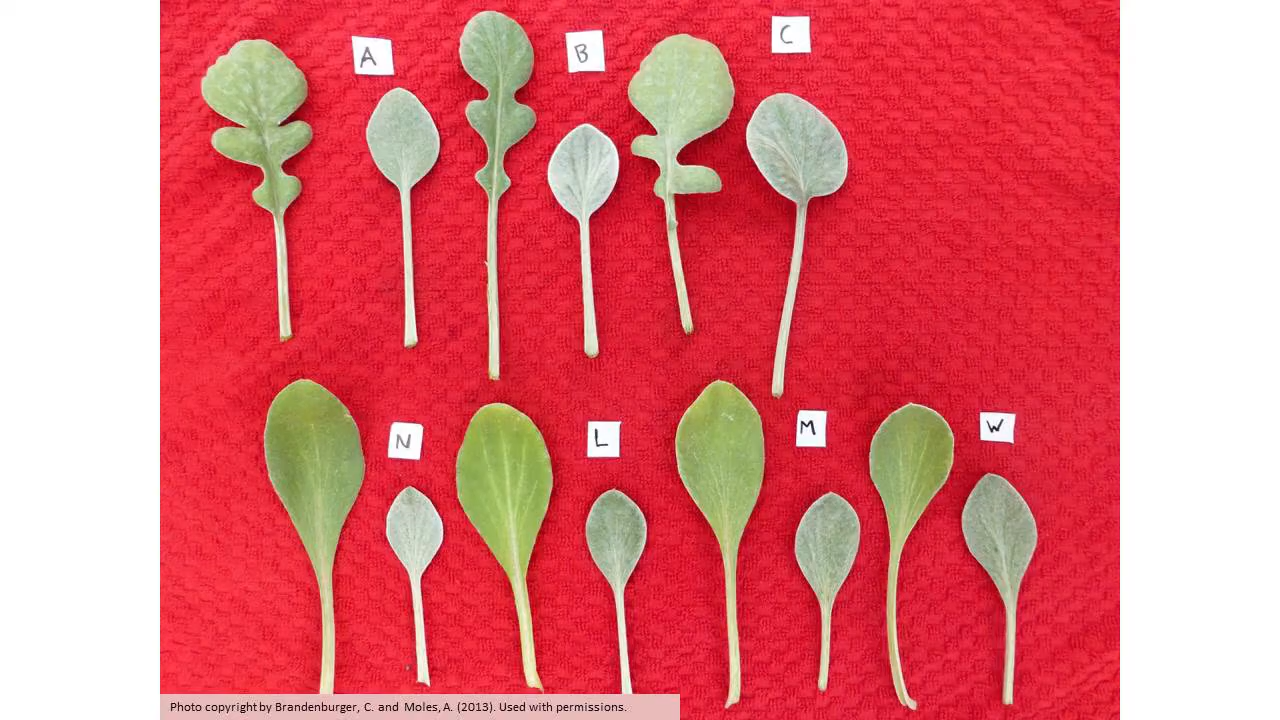 A
B
C
N
L
M
W
Photo copyright by Brandenburger, C. and Moles, A. (2013). Used with permissions.